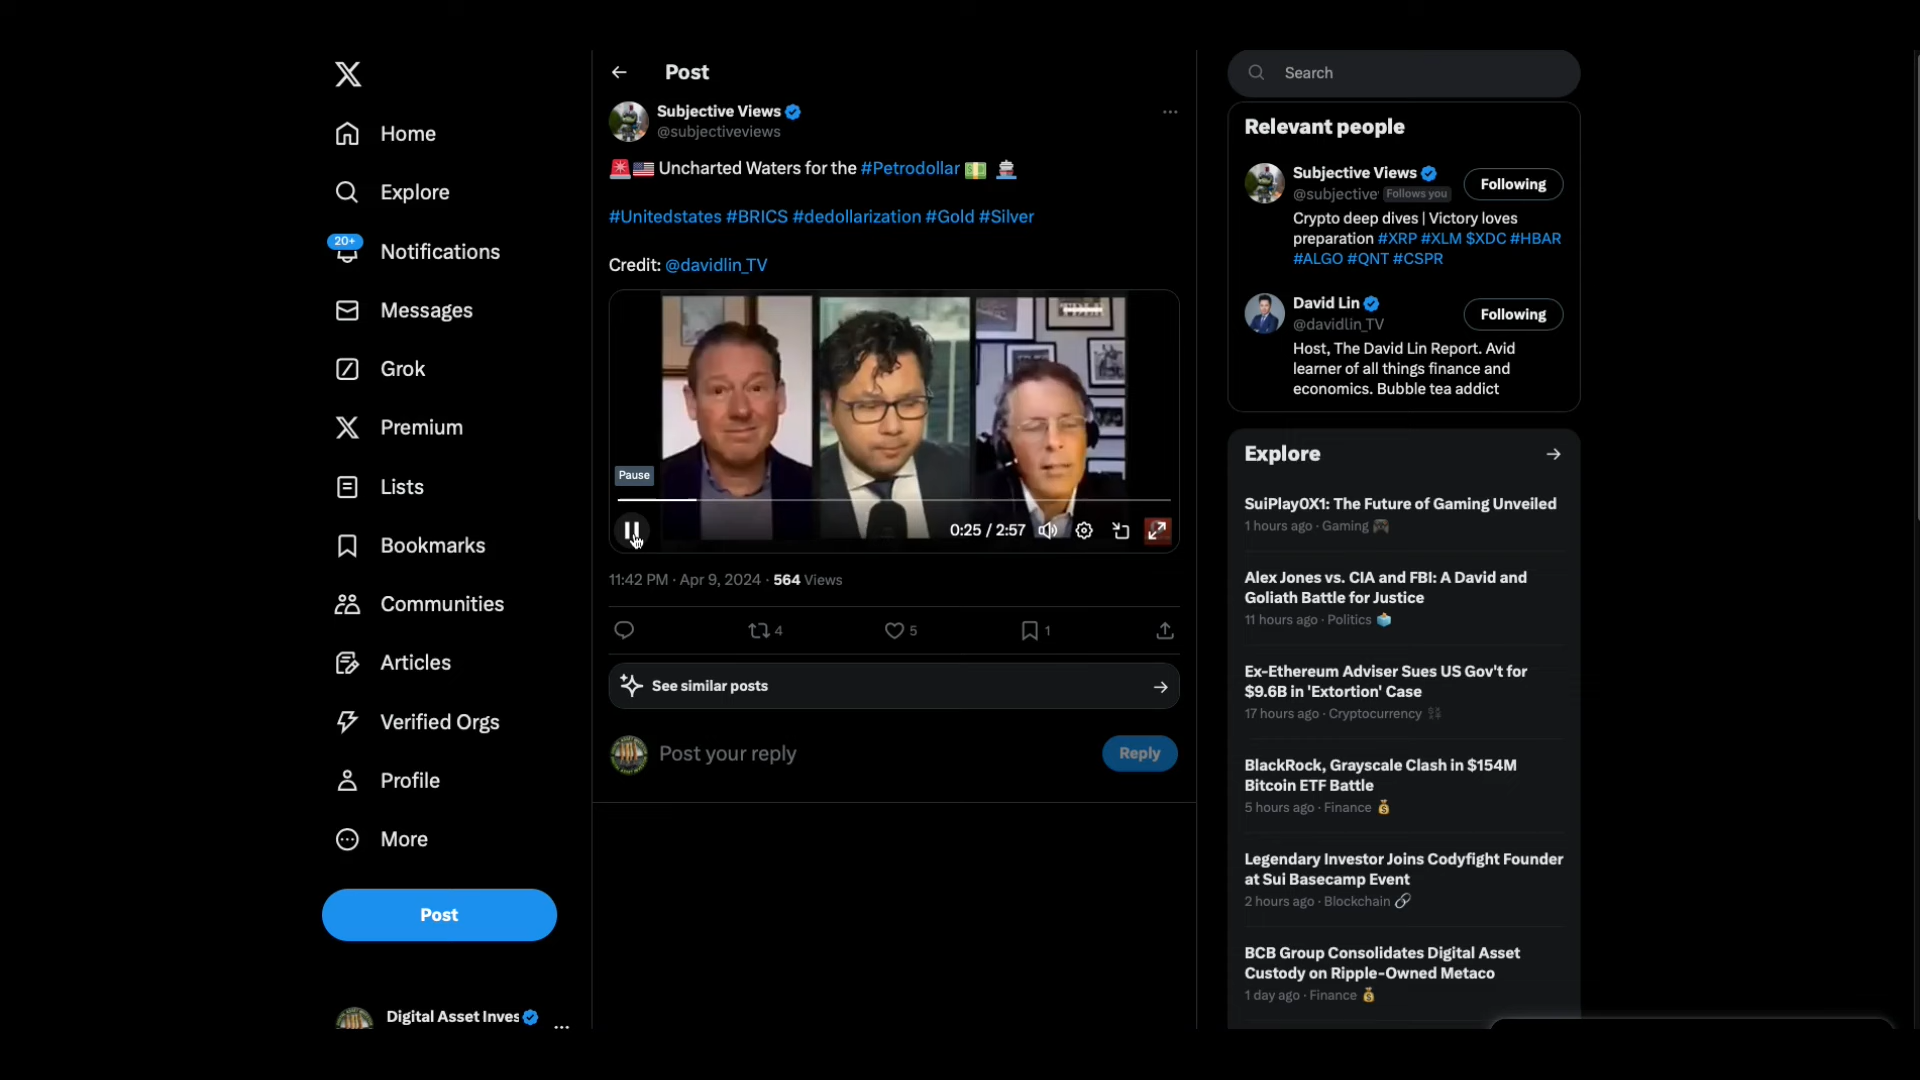 Home
Explore
20+
Notifications
Messages
Grok
Premium
Lists
Bookmarks
Communities
Articles
Verified Orgs
Profile
More
Post
Digital Asset Inves
Post
Subjective Views
@subjectiveviews
🚨🇺🇸 Uncharted Waters for the #Petrodollar 💵 🚢
#Unitedstates #BRICS #dedollarization #Gold #Silver
Credit: @davidlin_TV
Pause
0:25 / 2:57
11:42 PM · Apr 9, 2024 · 564 Views
4
5
1
See similar posts
Post your reply
Reply
Search
Relevant people
Subjective Views
@subjective Follows you
Following
Crypto deep dives | Victory loves
preparation #XRP #XLM $XDC #HBAR
#ALGO #QNT #CSPR
David Lin
@davidlin_TV
Following
Host, The David Lin Report. Avid
learner of all things finance and
economics. Bubble tea addict
Explore
SuiPlay0X1: The Future of Gaming Unveiled
1 hours ago · Gaming 🎮
Alex Jones vs. CIA and FBI: A David and
Goliath Battle for Justice
11 hours ago · Politics 🗳️
Ex-Ethereum Adviser Sues US Gov't for
$9.6B in 'Extortion' Case
17 hours ago · Cryptocurrency
BlackRock, Grayscale Clash in $154M
Bitcoin ETF Battle
5 hours ago · Finance 💰
Legendary Investor Joins Codyfight Founder
at Sui Basecamp Event
2 hours ago · Blockchain 🔗
BCB Group Consolidates Digital Asset
Custody on Ripple-Owned Metaco
1 day ago · Finance 💰